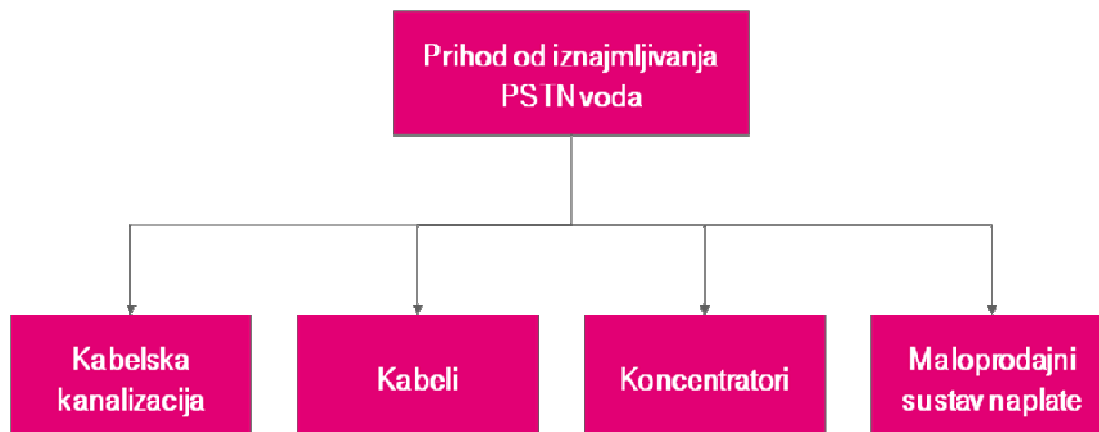 Prihod od iznajmljivanja
PSTN voda
Kabelska
kanalizacija
Kabeli
Koncentratori
Maloprodajni
sustav naplate